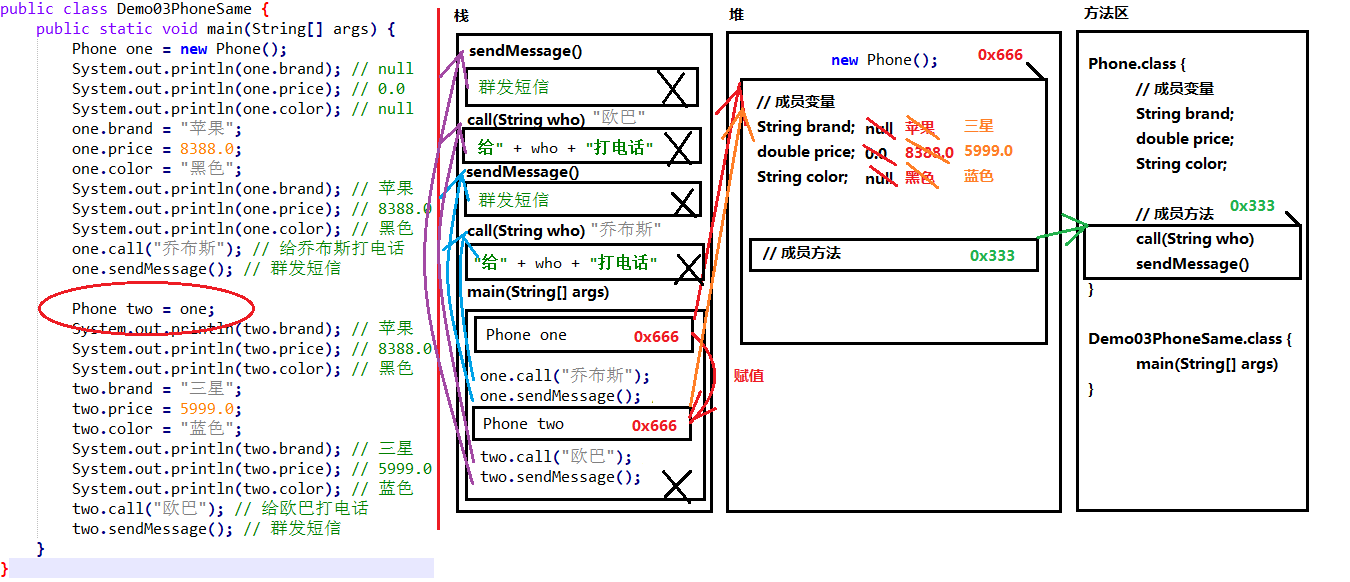 public class Demo03PhoneSame {
public static void main(String[] args) {
Phone one = new Phone();
System.out.println(one.brand); // null
System.out.println(one.price); // 0.0
System.out.println(one.color); // null
one.brand = "苹果";
one.price = 8388.0;
one.color = "黑色";
System.out.println(one.brand); // 苹果
System.out.println(one.price); // 8388.0
System.out.println(one.color); // 黑色
one.call("乔布斯"); // 给乔布斯打电话
one.sendMessage(); // 群发短信
Phone two = one;
System.out.println(two.brand); // 苹果
System.out.println(two.price); // 8388.0
System.out.println(two.color); // 黑色
two.brand = "三星";
two.price = 5999.0;
two.color = "蓝色";
System.out.println(two.brand); // 三星
System.out.println(two.price); // 5999.0
System.out.println(two.color); // 蓝色
two.call("欧巴"); // 给欧巴打电话
two.sendMessage(); // 群发短信
}
}
栈
sendMessage()
群发短信
call(String who) "欧巴"
给" + who + "打电话"
sendMessage()
群发短信
call(String who) "乔布斯"
"给" + who + "打电话"
main(String[] args)
Phone one 0x666
one.call("乔布斯");
one.sendMessage();
Phone two 0x666
two.call("欧巴");
two.sendMessage();
赋值
堆
new Phone(); 0x666
// 成员变量
String brand; null 苹果 三星
double price; 0.0 8388.0 5999.0
String color; null 黑色 蓝色
// 成员方法 0x333
方法区
Phone.class {
// 成员变量
String brand;
double price;
String color;
// 成员方法 0x333
call(String who)
sendMessage()
}
Demo03PhoneSame.class {
main(String[] args)
}